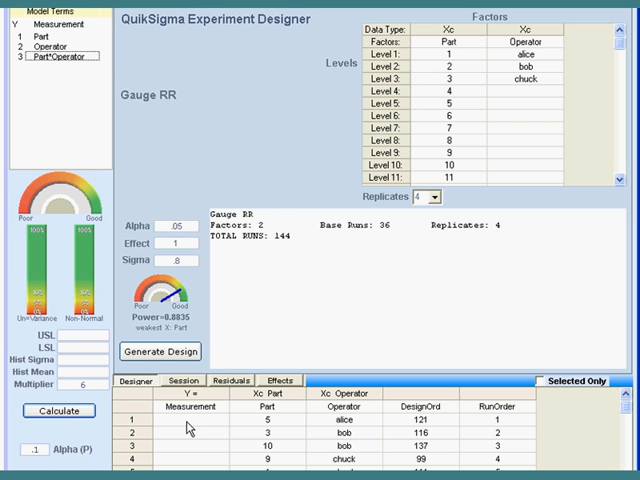 Model Terms
Y Measurement
1 Part
2 Operator
3 Part*Operator
QuikSigma Experiment Designer
Gauge RR
Factors
Levels
Data Type: Xc Xc
Factors: Part Operator
Level 1: 1 alice
Level 2: 2 bob
Level 3: 3 chuck
Level 4: 4
Level 5: 5
Level 6: 6
Level 7: 7
Level 8: 8
Level 9: 9
Level 10: 10
Level 11: 11
Replicates 4
Poor Good
100% 100%
Un=Variance Non-Normal
USL
LSL
Hist Sigma
Hist Mean
Multiplier 6
Calculate
.1 Alpha (P)
Alpha .05
Effect 1
Sigma .8
Poor Good
Power=0.8835
weakest X: Part
Generate Design
Gauge RR
Factors: 2 Base Runs: 36 Replicates: 4
TOTAL RUNS: 144
Designer Session Residuals Effects Selected Only
Y = Xc Part Xc Operator
Measurement Part Operator DesignOrd RunOrder
1 5 alice 121 1
2 3 bob 116 2
3 10 bob 137 3
4 9 chuck 99 4